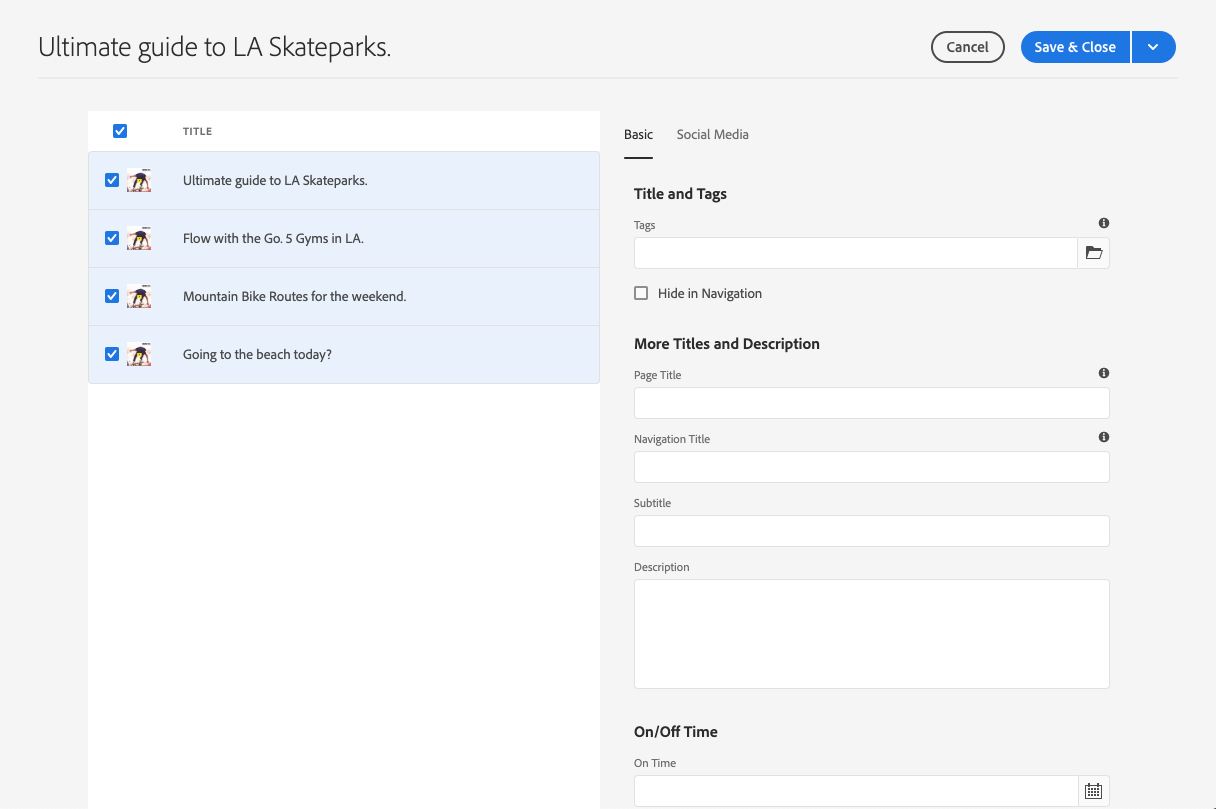 Ultimate guide to LA Skateparks.
Cancel
Save & Close
TITLE
Ultimate guide to LA Skateparks.
Flow with the Go. 5 Gyms in LA.
Mountain Bike Routes for the weekend.
Going to the beach today?
Basic Social Media
Title and Tags
Tags
Hide in Navigation
More Titles and Description
Page Title
Navigation Title
Subtitle
Description
On/Off Time
On Time